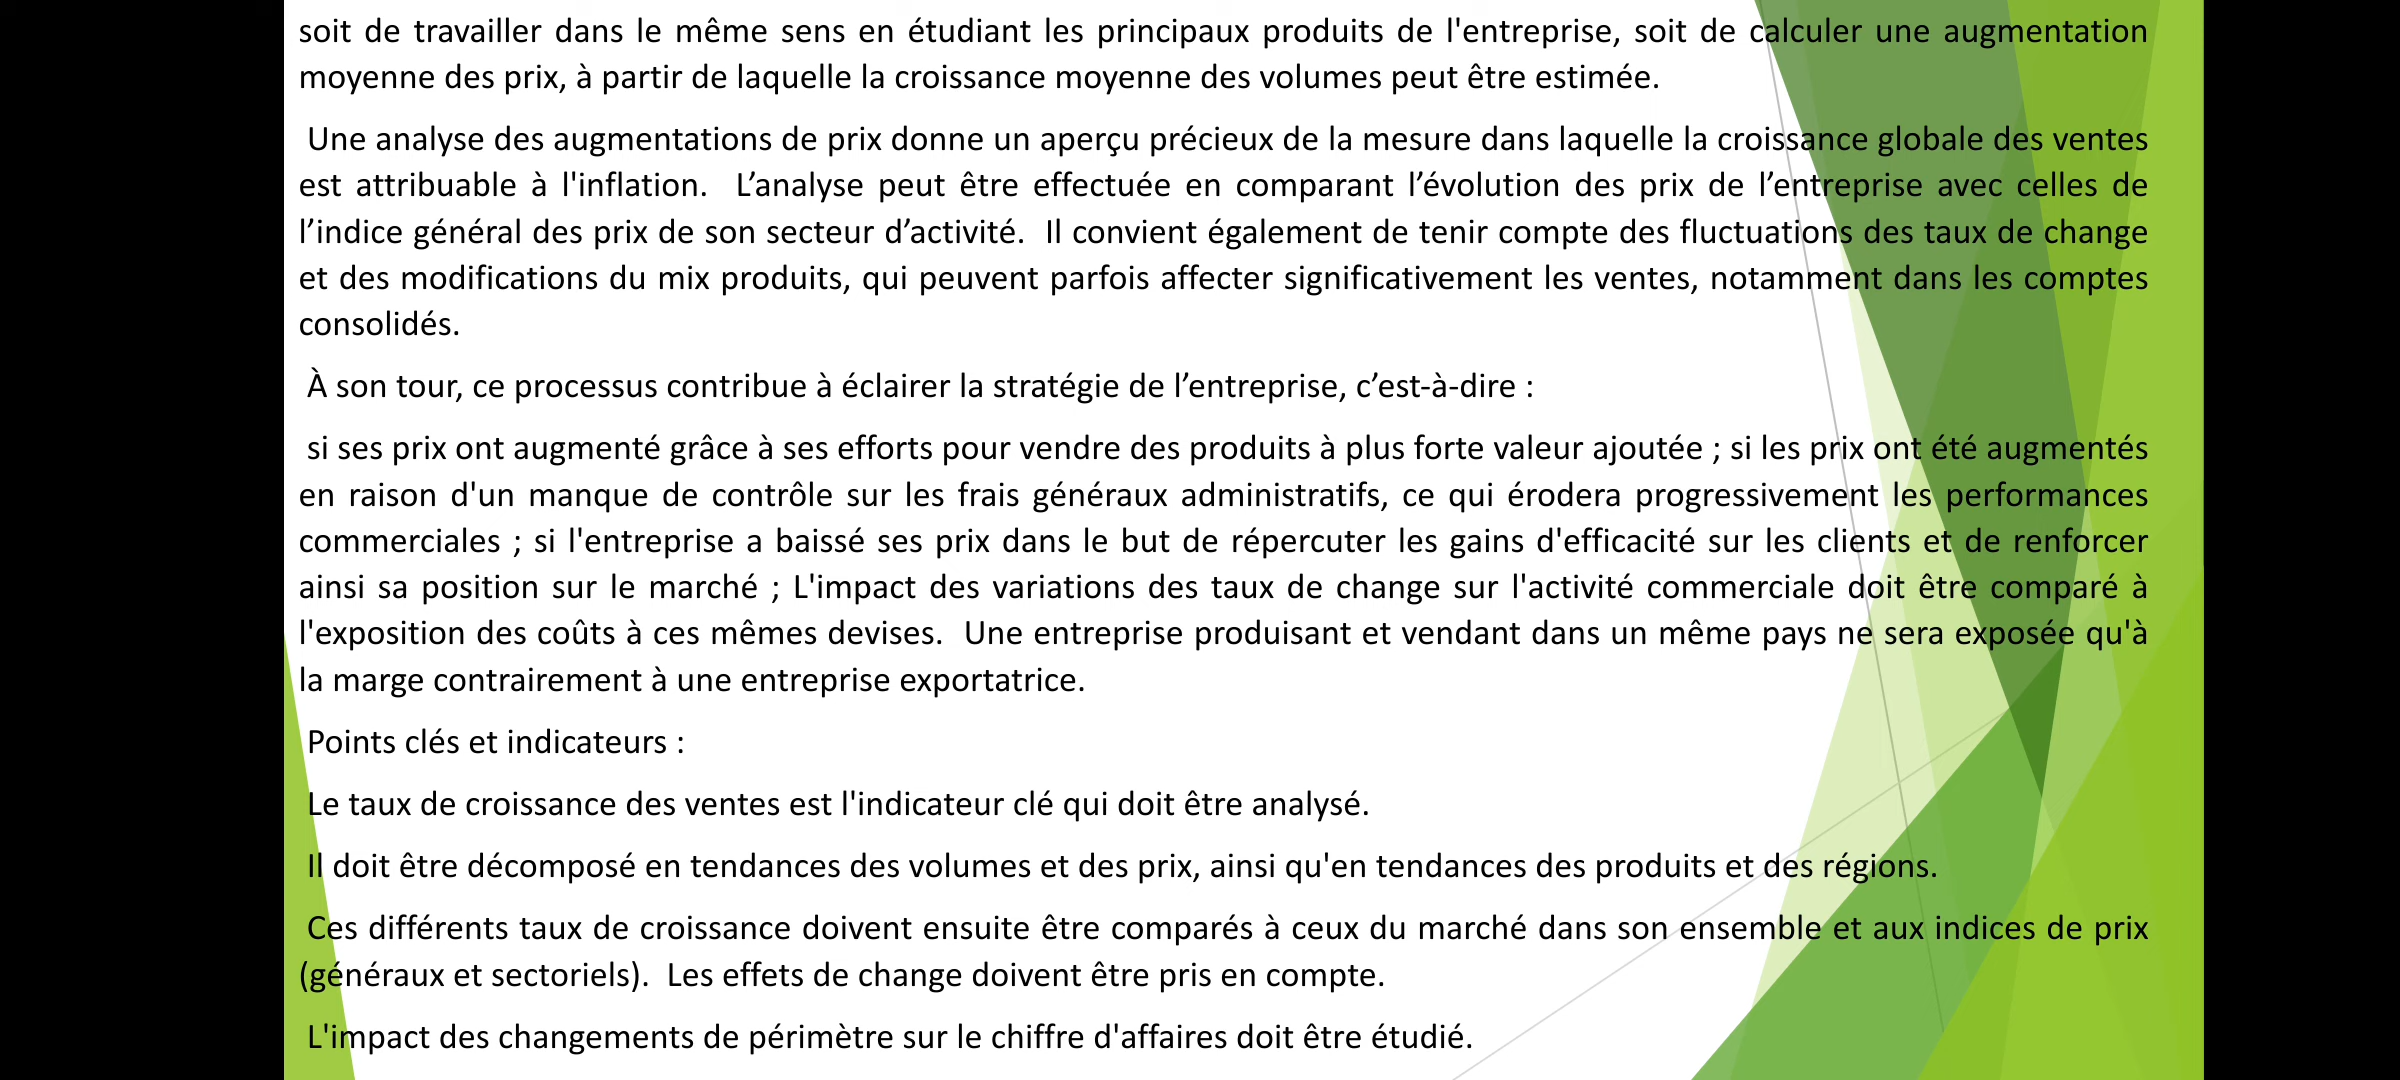 soit de travailler dans le même sens en étudiant les principaux produits de l'entreprise, soit de calculer une augmentation
moyenne des prix, à partir de laquelle la croissance moyenne des volumes peut être estimée.
Une analyse des augmentations de prix donne un aperçu précieux de la mesure dans laquelle la croissance globale des ventes
est attribuable à l'inflation.  L’analyse peut être effectuée en comparant l’évolution des prix de l’entreprise avec celles de
l’indice général des prix de son secteur d’activité.  Il convient également de tenir compte des fluctuations des taux de change
et des modifications du mix produits, qui peuvent parfois affecter significativement les ventes, notamment dans les comptes
consolidés.
À son tour, ce processus contribue à éclairer la stratégie de l’entreprise, c’est-à-dire :
si ses prix ont augmenté grâce à ses efforts pour vendre des produits à plus forte valeur ajoutée ; si les prix ont été augmentés
en raison d'un manque de contrôle sur les frais généraux administratifs, ce qui érodera progressivement les performances
commerciales ; si l'entreprise a baissé ses prix dans le but de répercuter les gains d'efficacité sur les clients et de renforcer
ainsi sa position sur le marché ; L'impact des variations des taux de change sur l'activité commerciale doit être comparé à
l'exposition des coûts à ces mêmes devises.  Une entreprise produisant et vendant dans un même pays ne sera exposée qu'à
la marge contrairement à une entreprise exportatrice.
Points clés et indicateurs :
Le taux de croissance des ventes est l'indicateur clé qui doit être analysé.
Il doit être décomposé en tendances des volumes et des prix, ainsi qu'en tendances des produits et des régions.
Ces différents taux de croissance doivent ensuite être comparés à ceux du marché dans son ensemble et aux indices de prix
(généraux et sectoriels).  Les effets de change doivent être pris en compte.
L'impact des changements de périmètre sur le chiffre d'affaires doit être étudié.